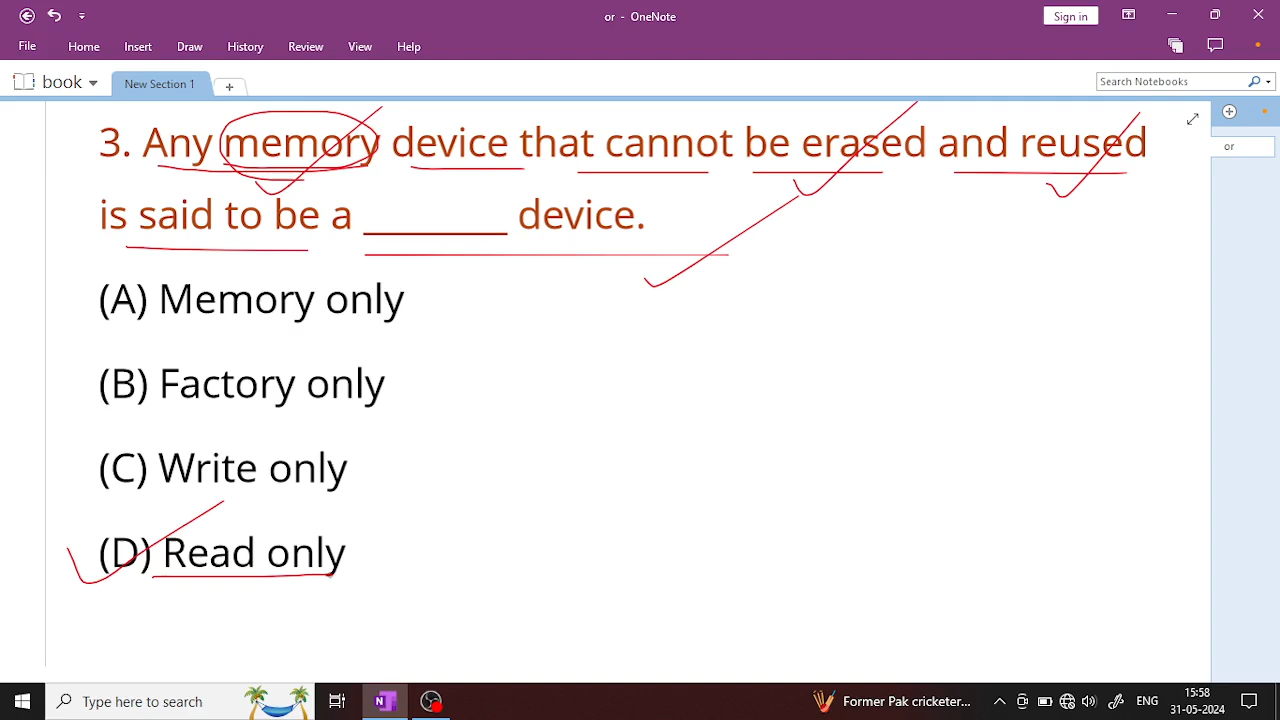 or - OneNote
Sign in
File Home Insert Draw History Review View Help
book New Section 1 +
Search Notebooks
3. Any memory device that cannot be erased and reused
is said to be a ________ device.
or
(A) Memory only
(B) Factory only
(C) Write only
(D) Read only
Type here to search
N
Former Pak cricketer...
ENG
15:58
31-05-2024